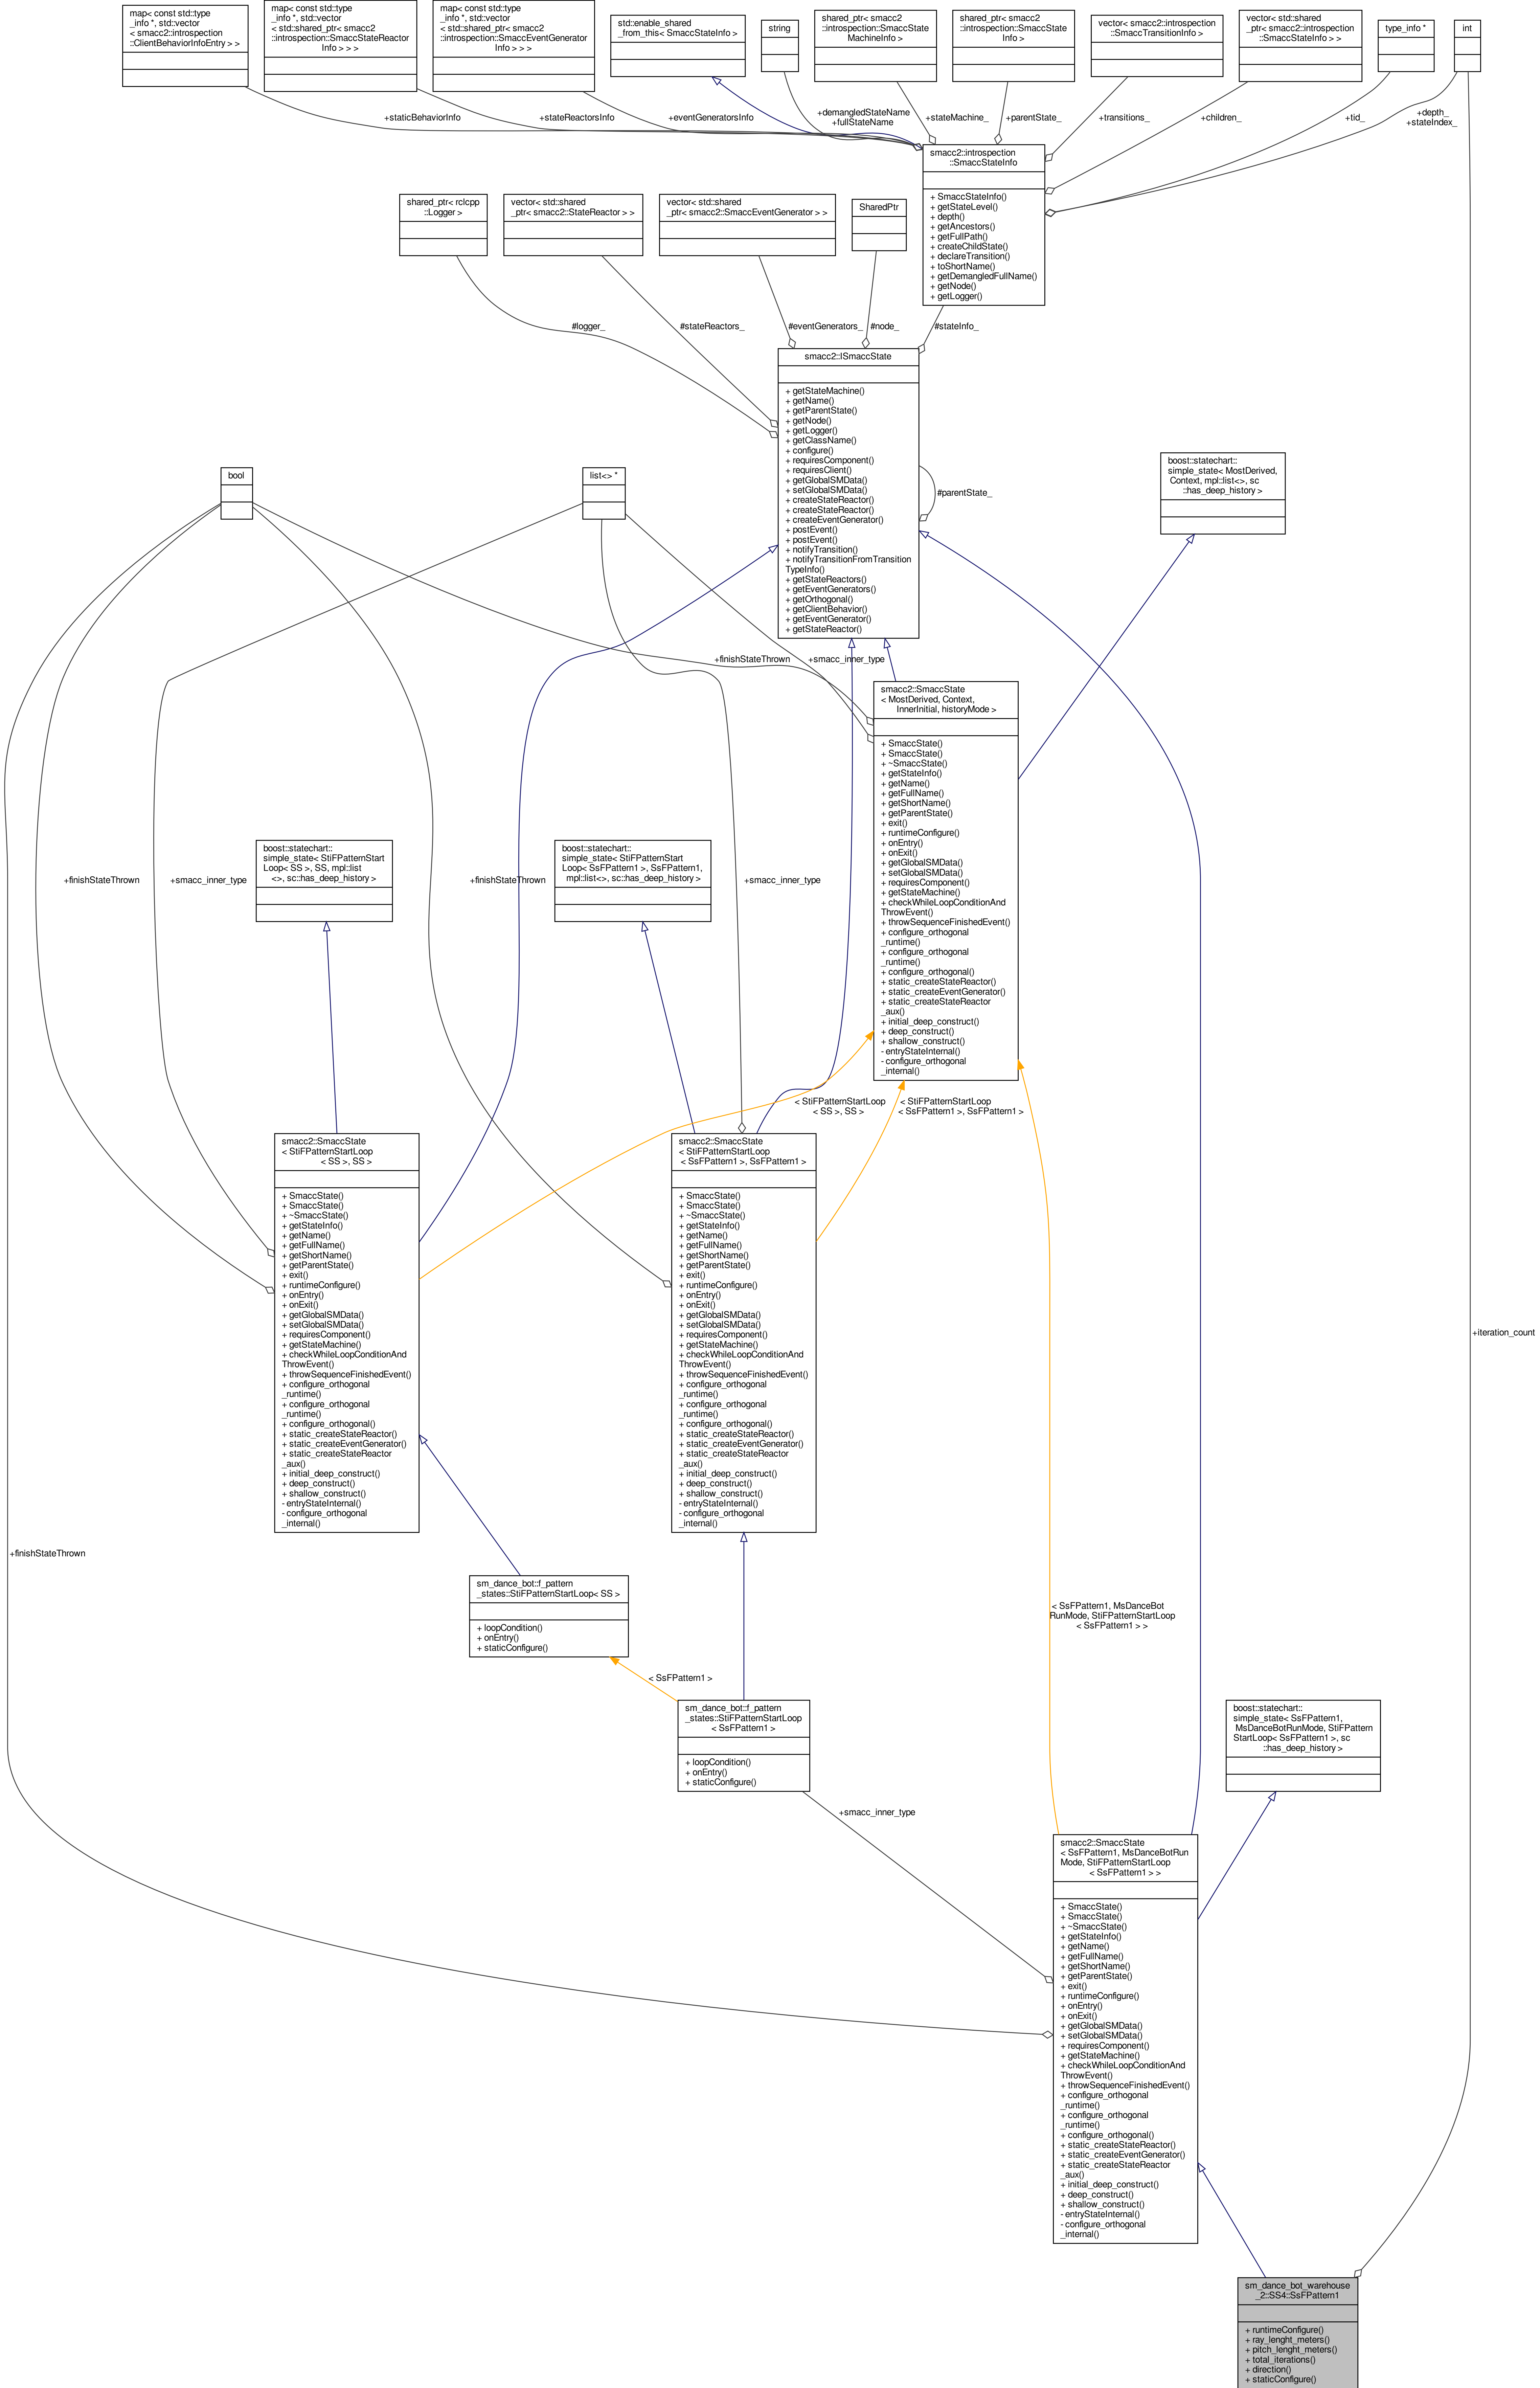 map< const std::type
_info *, std::vector
< smacc2::introspection
::ClientBehaviorInfoEntry > >
map< const std::type
_info *, std::vector
< std::shared_ptr< smacc2
::introspection::SmaccStateReactor
Info > > >
map< const std::type
_info *, std::vector
< std::shared_ptr< smacc2
::introspection::SmaccEventGenerator
Info > > >
std::enable_shared
_from_this< SmaccStateInfo >
string
shared_ptr< smacc2
::introspection::SmaccState
MachineInfo >
shared_ptr< smacc2
::introspection::SmaccState
Info >
vector< smacc2::introspection
::SmaccTransitionInfo >
vector< std::shared
_ptr< smacc2::introspection
::SmaccStateInfo > >
type_info *
int
+staticBehaviorInfo
+stateReactorsInfo
+eventGeneratorsInfo
+demangledStateName
+fullStateName
+stateMachine_
+parentState_
+transitions_
+children_
+tid_
+depth_
+stateIndex_
smacc2::introspection
::SmaccStateInfo
+ SmaccStateInfo()
+ getStateLevel()
+ depth()
+ getAncestors()
+ getFullPath()
+ createChildState()
+ declareTransition()
+ toShortName()
+ getDemangledFullName()
+ getNode()
+ getLogger()
shared_ptr< rclcpp
::Logger >
vector< std::shared
_ptr< smacc2::StateReactor > >
vector< std::shared
_ptr< smacc2::SmaccEventGenerator > >
SharedPtr
#logger_
#stateReactors_
#eventGenerators_
#node_
#stateInfo_
smacc2::ISmaccState
+ getStateMachine()
+ getName()
+ getParentState()
+ getNode()
+ getLogger()
+ getClassName()
+ configure()
+ requiresComponent()
+ requiresClient()
+ getGlobalSMData()
+ setGlobalSMData()
+ createStateReactor()
+ createStateReactor()
+ createEventGenerator()
+ postEvent()
+ postEvent()
+ notifyTransition()
+ notifyTransitionFromTransition
TypeInfo()
+ getStateReactors()
+ getEventGenerators()
+ getOrthogonal()
+ getClientBehavior()
+ getEventGenerator()
+ getStateReactor()
#parentState_
bool
list<> *
boost::statechart::
simple_state< MostDerived,
Context, mpl::list<>, sc
::has_deep_history >
+finishStateThrown
+smacc_inner_type
smacc2::SmaccState
< MostDerived, Context,
InnerInitial, historyMode >
+ SmaccState()
+ SmaccState()
+ ~SmaccState()
+ getStateInfo()
+ getName()
+ getFullName()
+ getShortName()
+ getParentState()
+ exit()
+ runtimeConfigure()
+ onEntry()
+ onExit()
+ getGlobalSMData()
+ setGlobalSMData()
+ requiresComponent()
+ getStateMachine()
+ checkWhileLoopConditionAnd
ThrowEvent()
+ throwSequenceFinishedEvent()
+ configure_orthogonal
_runtime()
+ configure_orthogonal
_runtime()
+ configure_orthogonal()
+ static_createStateReactor()
+ static_createEventGenerator()
+ static_createStateReactor
_aux()
+ initial_deep_construct()
+ deep_construct()
+ shallow_construct()
- entryStateInternal()
- configure_orthogonal
_internal()
boost::statechart::
simple_state< StiFPatternStart
Loop< SS >, SS, mpl::list
<>, sc::has_deep_history >
boost::statechart::
simple_state< StiFPatternStart
Loop< SsFPattern1 >, SsFPattern1,
mpl::list<>, sc::has_deep_history >
+finishStateThrown
+smacc_inner_type
+finishStateThrown
+smacc_inner_type
< StiFPatternStartLoop
< SS >, SS >
< StiFPatternStartLoop
< SsFPattern1 >, SsFPattern1 >
smacc2::SmaccState
< StiFPatternStartLoop
< SS >, SS >
+ SmaccState()
+ SmaccState()
+ ~SmaccState()
+ getStateInfo()
+ getName()
+ getFullName()
+ getShortName()
+ getParentState()
+ exit()
+ runtimeConfigure()
+ onEntry()
+ onExit()
+ getGlobalSMData()
+ setGlobalSMData()
+ requiresComponent()
+ getStateMachine()
+ checkWhileLoopConditionAnd
ThrowEvent()
+ throwSequenceFinishedEvent()
+ configure_orthogonal
_runtime()
+ configure_orthogonal
_runtime()
+ configure_orthogonal()
+ static_createStateReactor()
+ static_createEventGenerator()
+ static_createStateReactor
_aux()
+ initial_deep_construct()
+ deep_construct()
+ shallow_construct()
- entryStateInternal()
- configure_orthogonal
_internal()
smacc2::SmaccState
< StiFPatternStartLoop
< SsFPattern1 >, SsFPattern1 >
+ SmaccState()
+ SmaccState()
+ ~SmaccState()
+ getStateInfo()
+ getName()
+ getFullName()
+ getShortName()
+ getParentState()
+ exit()
+ runtimeConfigure()
+ onEntry()
+ onExit()
+ getGlobalSMData()
+ setGlobalSMData()
+ requiresComponent()
+ getStateMachine()
+ checkWhileLoopConditionAnd
ThrowEvent()
+ throwSequenceFinishedEvent()
+ configure_orthogonal
_runtime()
+ configure_orthogonal
_runtime()
+ configure_orthogonal()
+ static_createStateReactor()
+ static_createEventGenerator()
+ static_createStateReactor
_aux()
+ initial_deep_construct()
+ deep_construct()
+ shallow_construct()
- entryStateInternal()
- configure_orthogonal
_internal()
+iteration_count
+finishStateThrown
sm_dance_bot::f_pattern
_states::StiFPatternStartLoop< SS >
+ loopCondition()
+ onEntry()
+ staticConfigure()
< SsFPattern1, MsDanceBot
RunMode, StiFPatternStartLoop
< SsFPattern1 > >
< SsFPattern1 >
sm_dance_bot::f_pattern
_states::StiFPatternStartLoop
< SsFPattern1 >
+ loopCondition()
+ onEntry()
+ staticConfigure()
boost::statechart::
simple_state< SsFPattern1,
MsDanceBotRunMode, StiFPattern
StartLoop< SsFPattern1 >, sc
::has_deep_history >
+smacc_inner_type
smacc2::SmaccState
< SsFPattern1, MsDanceBotRun
Mode, StiFPatternStartLoop
< SsFPattern1 > >
+ SmaccState()
+ SmaccState()
+ ~SmaccState()
+ getStateInfo()
+ getName()
+ getFullName()
+ getShortName()
+ getParentState()
+ exit()
+ runtimeConfigure()
+ onEntry()
+ onExit()
+ getGlobalSMData()
+ setGlobalSMData()
+ requiresComponent()
+ getStateMachine()
+ checkWhileLoopConditionAnd
ThrowEvent()
+ throwSequenceFinishedEvent()
+ configure_orthogonal
_runtime()
+ configure_orthogonal
_runtime()
+ configure_orthogonal()
+ static_createStateReactor()
+ static_createEventGenerator()
+ static_createStateReactor
_aux()
+ initial_deep_construct()
+ deep_construct()
+ shallow_construct()
- entryStateInternal()
- configure_orthogonal
_internal()
sm_dance_bot_warehouse
_2::SS4::SsFPattern1
+ runtimeConfigure()
+ ray_lenght_meters()
+ pitch_lenght_meters()
+ total_iterations()
+ direction()
+ staticConfigure()